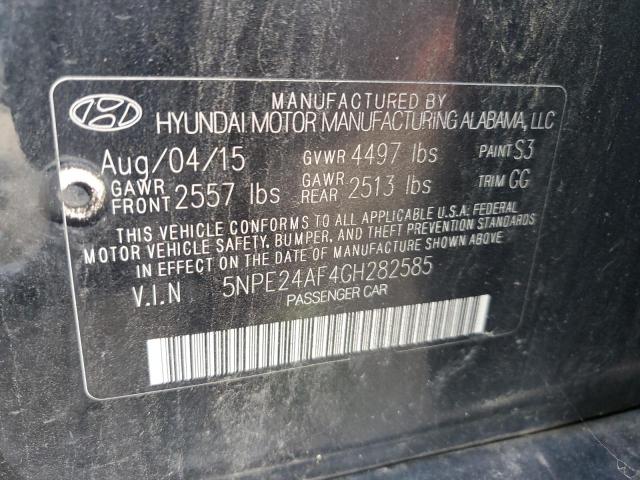 MANUFACTURED BY
HYUNDAI MOTOR MANUFACTURING ALABAMA, LLC
Aug/04/15 GVWR 4497 lbs PAINT S3
GAWR FRONT 2557 lbs GAWR REAR 2513 lbs TRIM GG
THIS VEHICLE CONFORMS TO ALL APPLICABLE U.S.A. FEDERAL
MOTOR VEHICLE SAFETY, BUMPER, AND THEFT PREVENTION STANDARDS
IN EFFECT ON THE DATE OF MANUFACTURE SHOWN ABOVE
V.I.N 5NPE24AF4GH282585
PASSENGER CAR